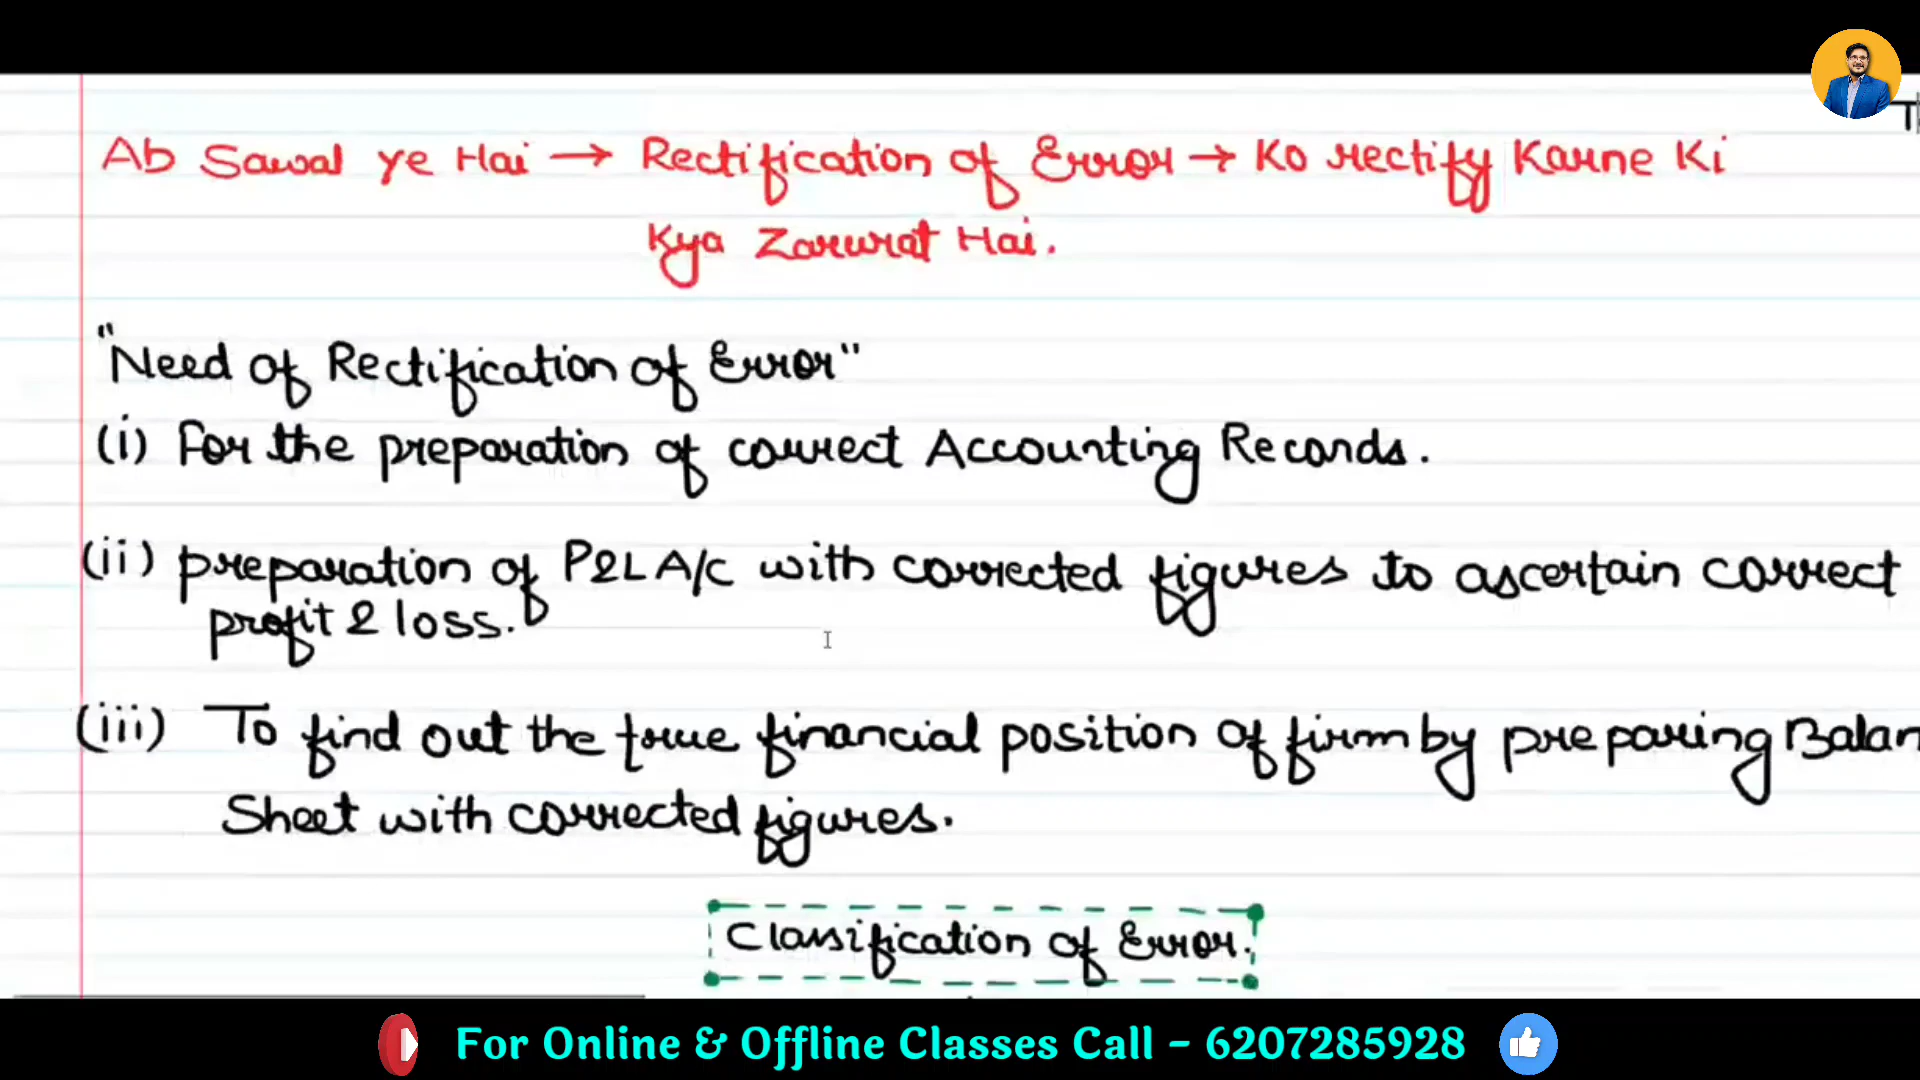 Ab Sawal ye Hai → Rectification of Error → Ko rectify Karne Ki
Kya Zarurat Hai.
"Need of Rectification of Error"
(i) For the preparation of correct Accounting Records.
(ii) preparation of P&L A/c with corrected figures to ascertain correct
profit & loss.
(iii) To find out the true financial position of firm by preparing Balan
Sheet with corrected figures.
Classification of Error.
For Online & Offline Classes Call - 6207285928